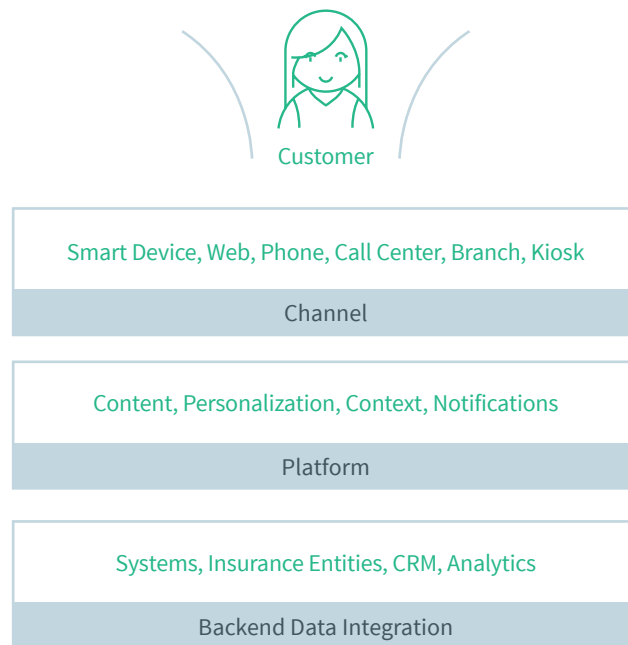 Customer
Smart Device, Web, Phone, Call Center, Branch, Kiosk
Channel
Content, Personalization, Context, Notifications
Platform
Systems, Insurance Entities, CRM, Analytics
Backend Data Integration